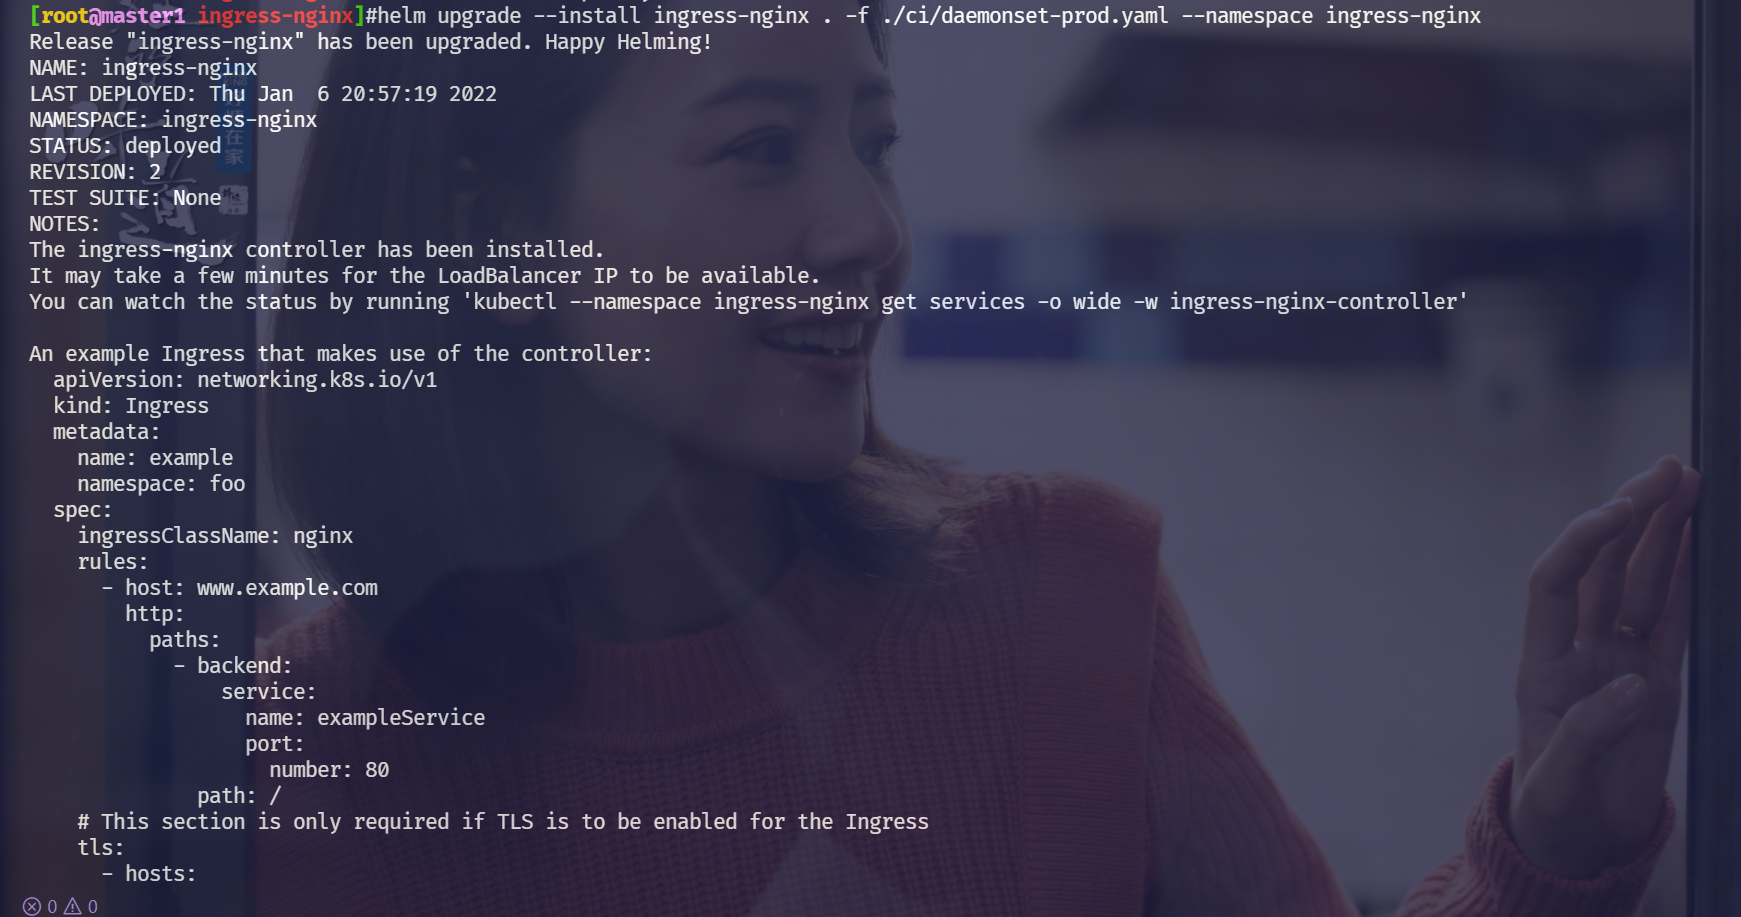 [root@master1 ingress-nginx]#helm upgrade --install ingress-nginx . -f ./ci/daemonset-prod.yaml --namespace ingress-nginx
Release "ingress-nginx" has been upgraded. Happy Helming!
NAME: ingress-nginx
LAST DEPLOYED: Thu Jan  6 20:57:19 2022
NAMESPACE: ingress-nginx
STATUS: deployed
REVISION: 2
TEST SUITE: None
NOTES:
The ingress-nginx controller has been installed.
It may take a few minutes for the LoadBalancer IP to be available.
You can watch the status by running 'kubectl --namespace ingress-nginx get services -o wide -w ingress-nginx-controller'

An example Ingress that makes use of the controller:
  apiVersion: networking.k8s.io/v1
  kind: Ingress
  metadata:
    name: example
    namespace: foo
  spec:
    ingressClassName: nginx
    rules:
      - host: www.example.com
        http:
          paths:
            - backend:
                service:
                  name: exampleService
                  port:
                    number: 80
              path: /
    # This section is only required if TLS is to be enabled for the Ingress
    tls:
      - hosts:
0 0
在家